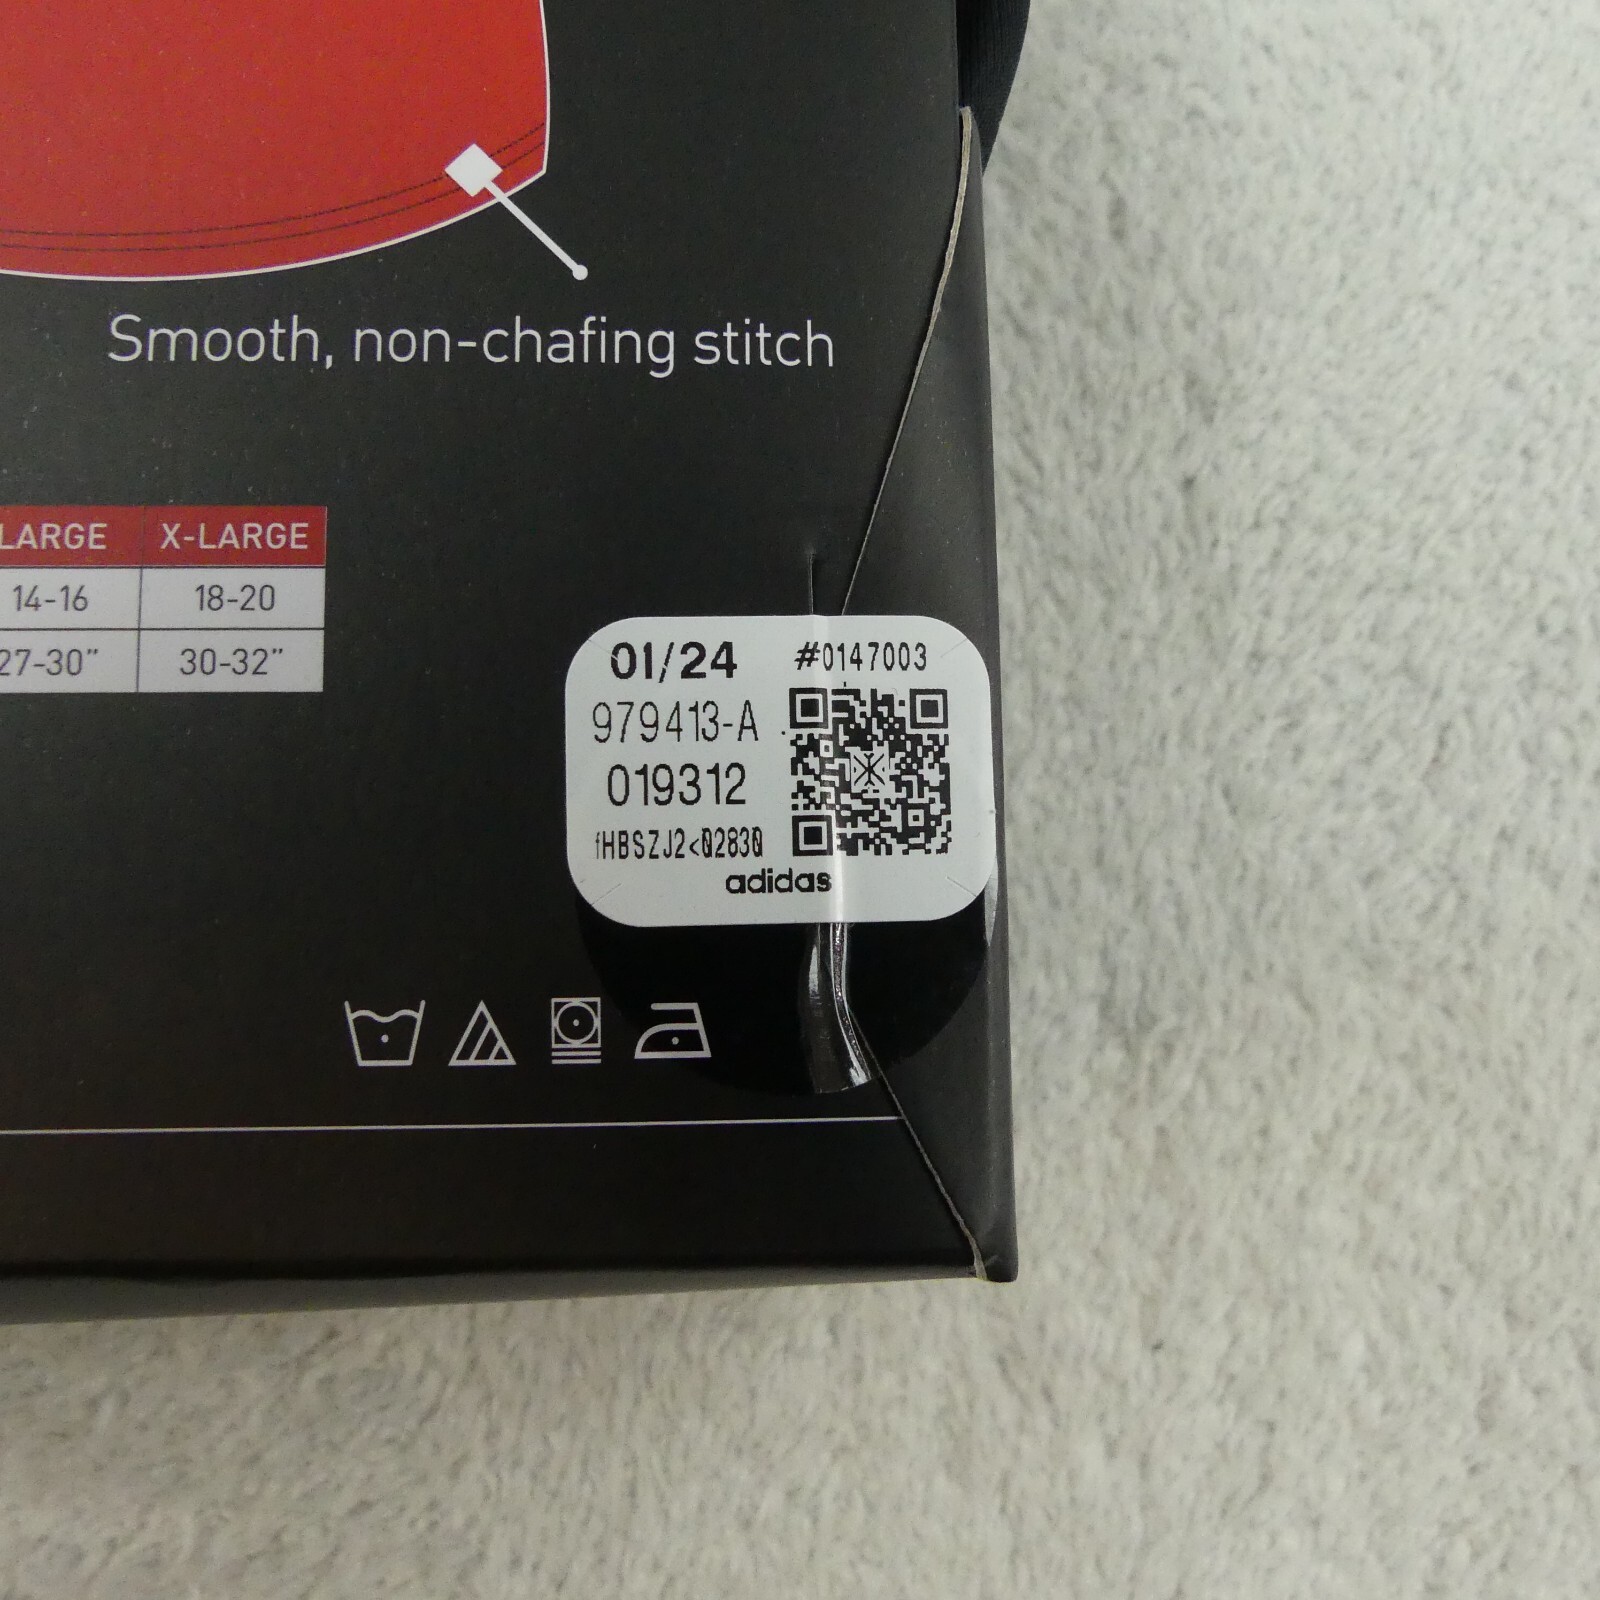 Smooth, non-chafing stitch
LARGE X-LARGE
14-16 18-20
27-30” 30-32”
01/24 #0147003
979413-A
019312
fHBSZJ2<02830
adidas